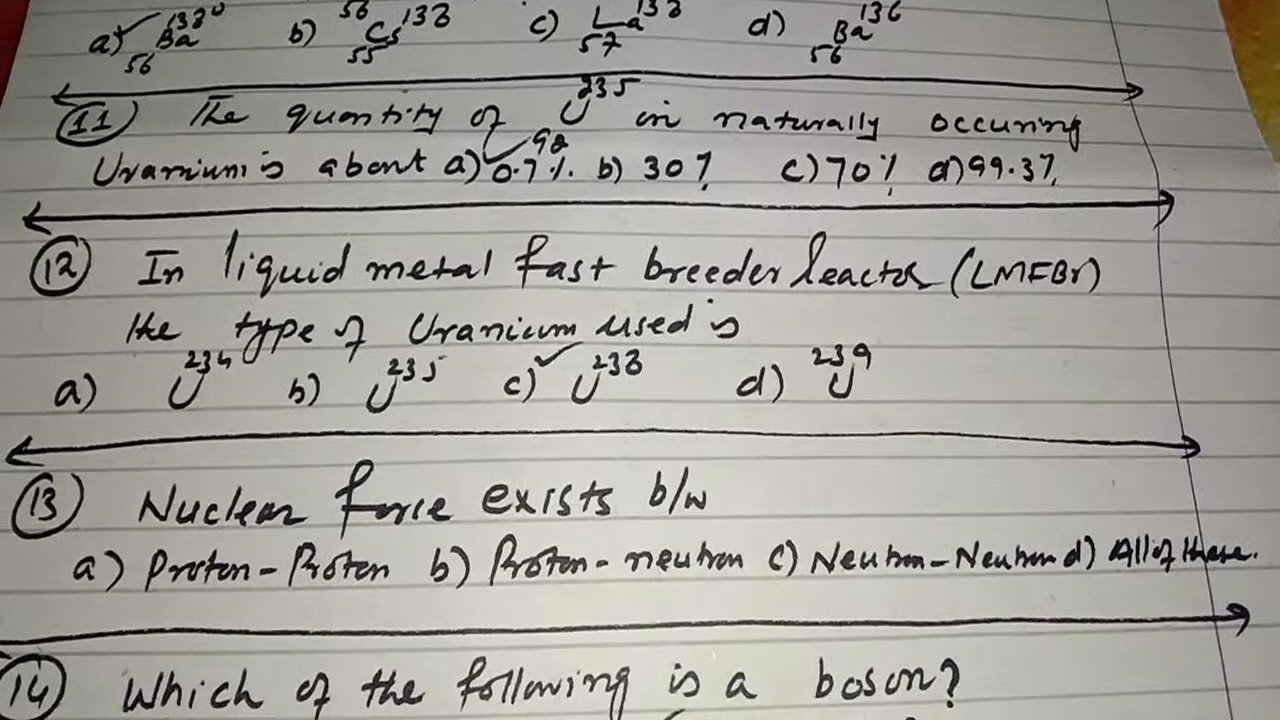 a) ✓ 56Ba138 b) 55Cs133 c) 57La138 d) 56Ba136
(11) The quantity of U235 in naturally occuring
Uranium is about a) ✓ 0.7%. b) 30% c) 70% d) 99.3%
(12) In liquid metal fast breeder reactor (LMFBr)
the type of Uranium used is
a) U234 b) U235 c) ✓ U238 d) U239
(13) Nuclear force exists b/w
a) Proton-Proton b) Proton-neutron c) Neutron-Neutron d) All of these.
(14) Which of the following is a boson?